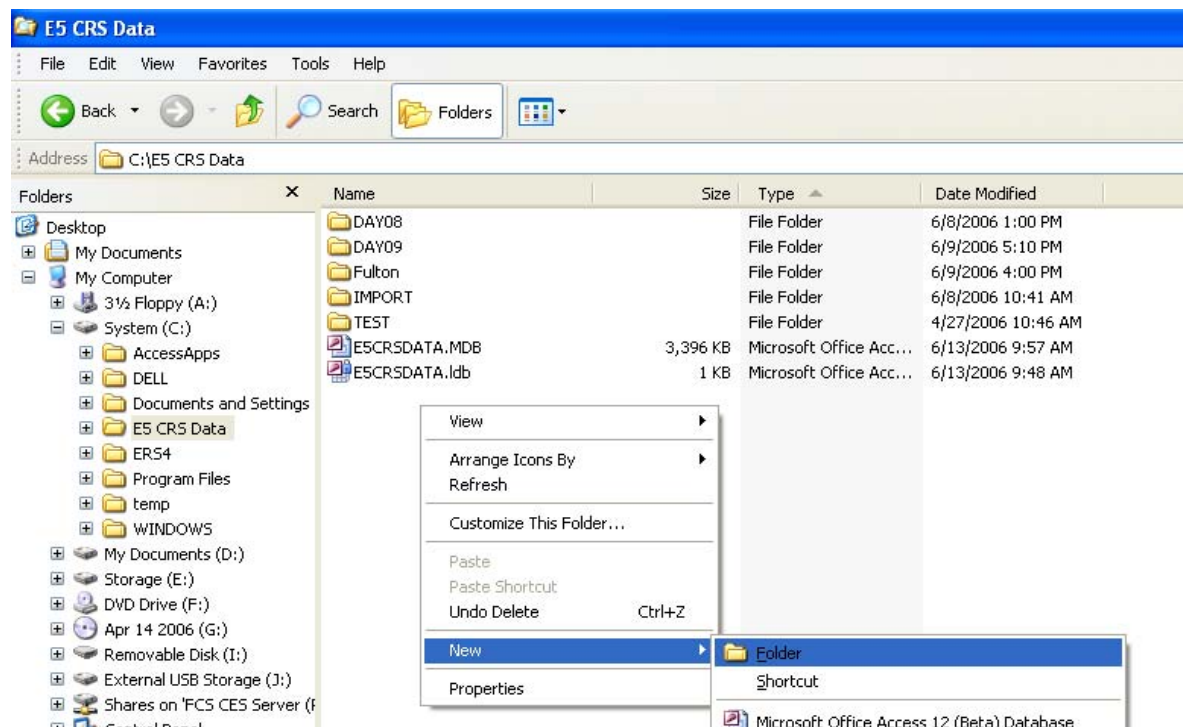 E5 CRS Data
File Edit View Favorites Tools Help
Back Search Folders
Address C:\E5 CRS Data
Folders X Name Size Type Date Modified
Desktop
My Documents
My Computer
3½ Floppy (A:)
System (C:)
AccessApps
DELL
Documents and Settings
E5 CRS Data
ERS4
Program Files
temp
WINDOWS
My Documents (D:)
Storage (E:)
DVD Drive (F:)
Apr 14 2006 (G:)
Removable Disk (I:)
External USB Storage (J:)
Shares on 'FCS CES Server (
DAY08 File Folder 6/8/2006 1:00 PM
DAY09 File Folder 6/9/2006 5:10 PM
Fulton File Folder 6/9/2006 4:00 PM
IMPORT File Folder 6/8/2006 10:41 AM
TEST File Folder 4/27/2006 10:46 AM
E5CRSDATA.MDB 3,396 KB Microsoft Office Acc... 6/13/2006 9:57 AM
E5CRSDATA.ldb 1 KB Microsoft Office Acc... 6/13/2006 9:48 AM
View
Arrange Icons By
Refresh
Customize This Folder...
Paste
Paste Shortcut
Undo Delete Ctrl+Z
New
Properties
Folder
Shortcut
Microsoft Office Access 12 (Beta) Database